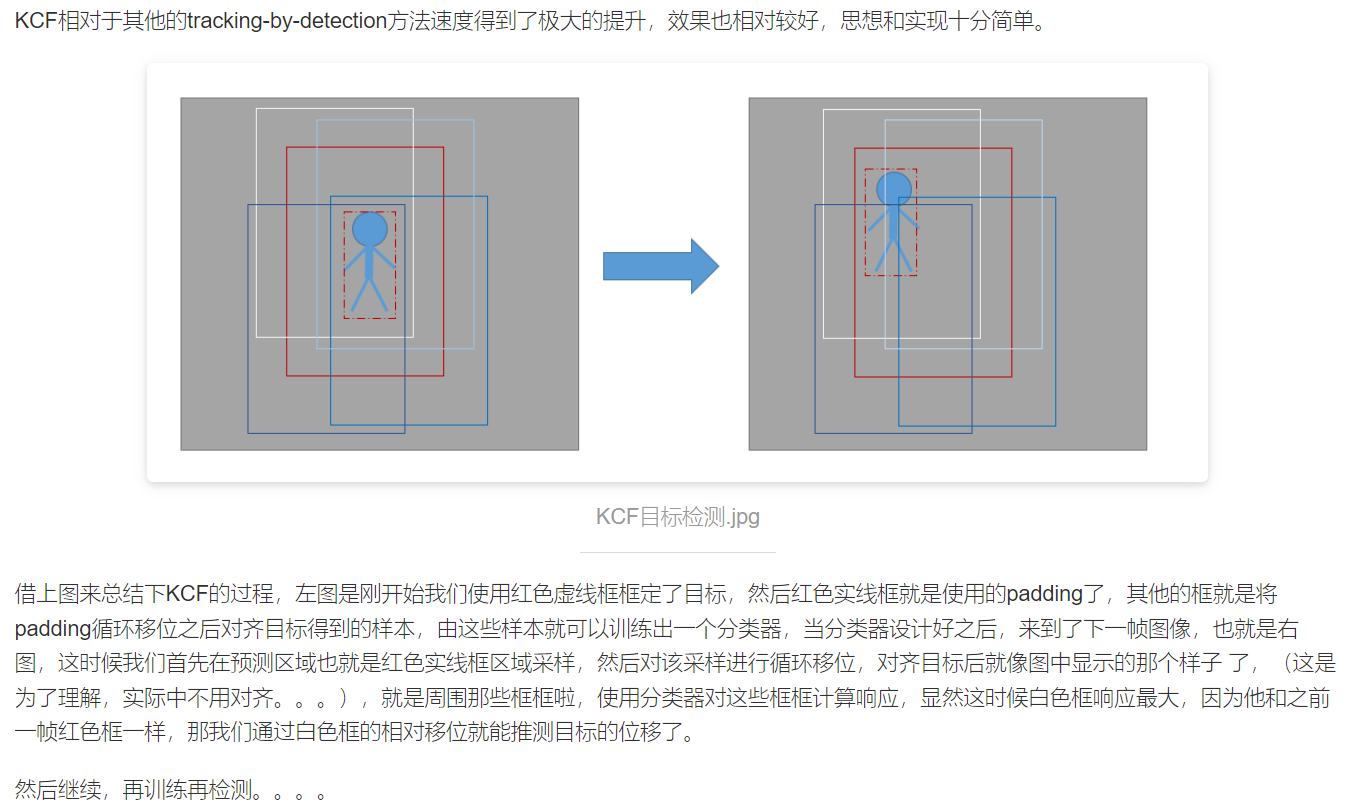 KCF相对于其他的tracking-by-detection方法速度得到了极大的提升，效果也相对较好，思想和实现十分简单。
KCF目标检测.jpg
借上图来总结下KCF的过程，左图是刚开始我们使用红色虚线框框定了目标，然后红色实线框就是使用的padding了，其他的框就是将
padding循环移位之后对齐目标得到的样本，由这些样本就可以训练出一个分类器，当分类器设计好之后，来到了下一帧图像，也就是右
图，这时候我们首先在预测区域也就是红色实线框区域采样，然后对该采样进行循环移位，对齐目标后就像图中显示的那个样子 了，（这是
为了理解，实际中不用对齐。。。），就是周围那些框框啦，使用分类器对这些框框计算响应，显然这时候白色框响应最大，因为他和之前
一帧红色框一样，那我们通过白色框的相对移位就能推测目标的位移了。
然后继续，再训练再检测。。。。